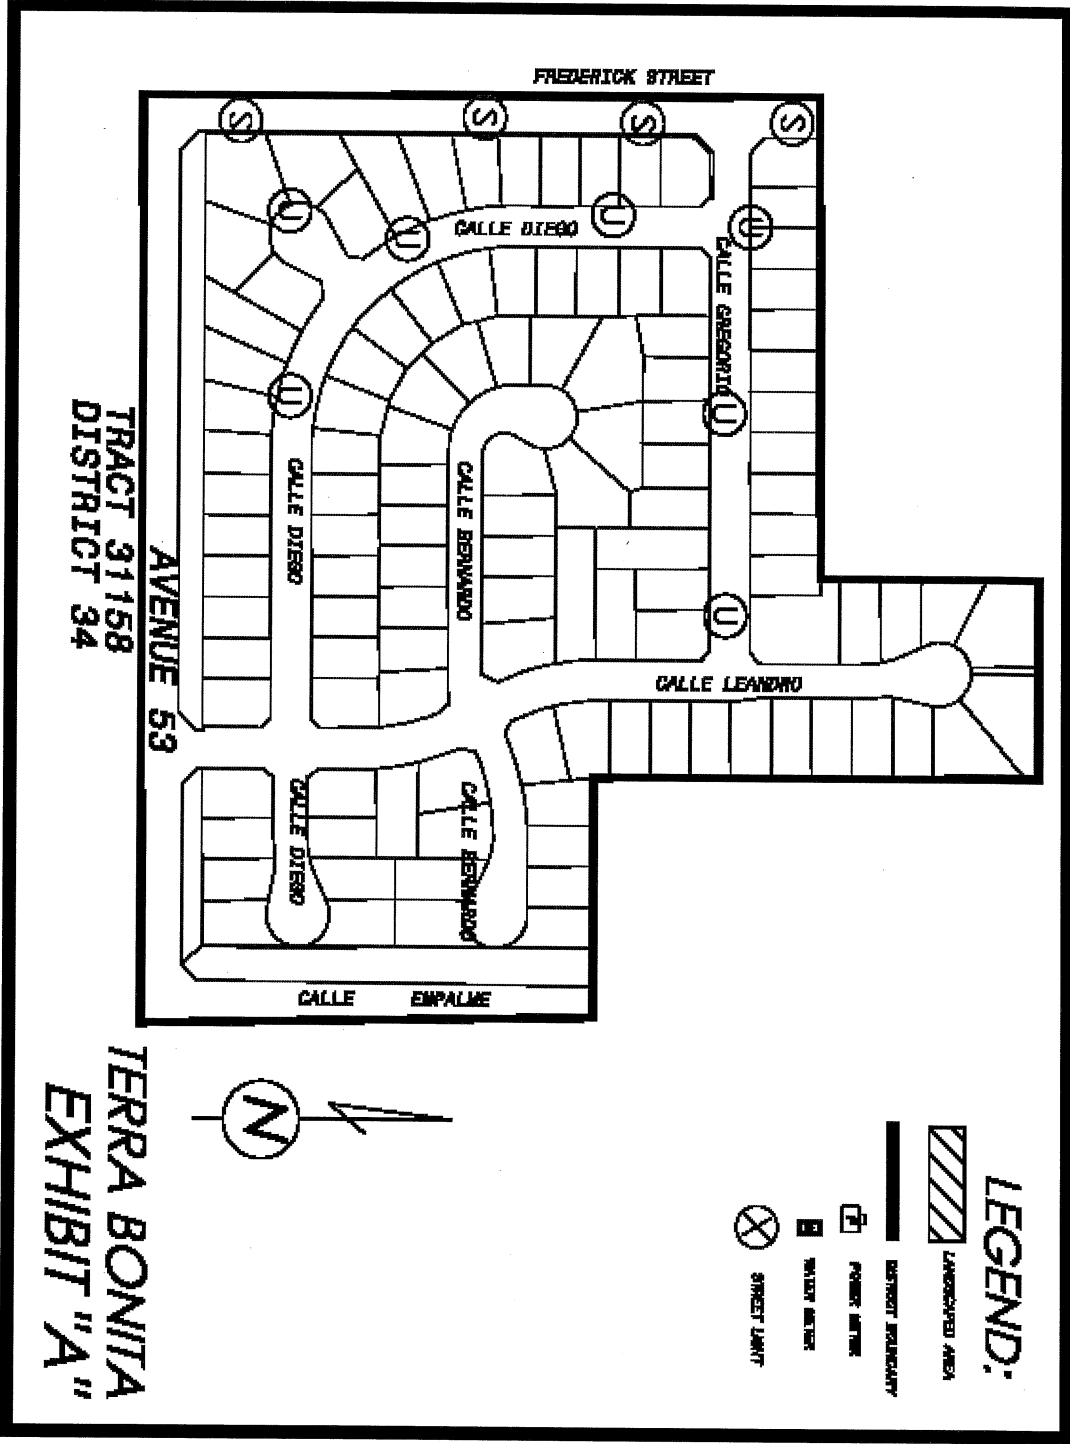 FREDERICK STREET
S
S
S
S
U
U
U
U
U
U
U
CALLE DIEGO
CALLE GREGORIO
CALLE DIEGO
CALLE BERNARDO
CALLE LEANDRO
CALLE DIEGO
CALLE BERNARDO
CALLE EMPALME
AVENUE 53
TRACT 31158
DISTRICT 34
N
TERRA BONITA
EXHIBIT "A"
LEGEND:
LANDSCAPED AREA
DISTRICT BOUNDARY
POWER METER
WATER METER
STREET LIGHT